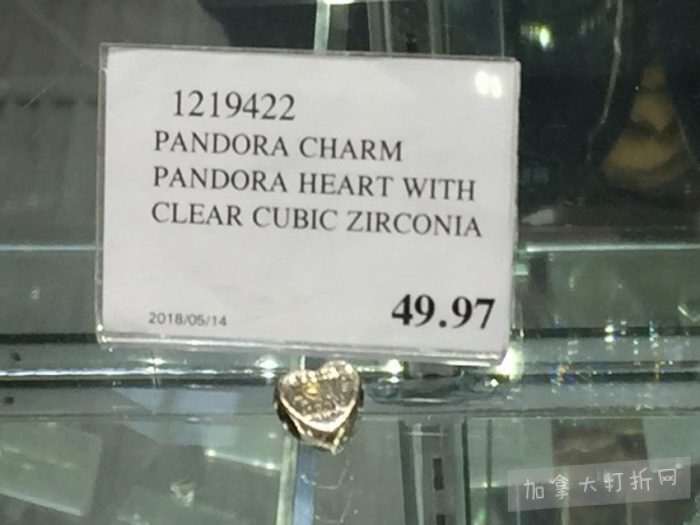 1219422
PANDORA CHARM
PANDORA HEART WITH
CLEAR CUBIC ZIRCONIA
2018/05/14
49.97
加拿大打折网